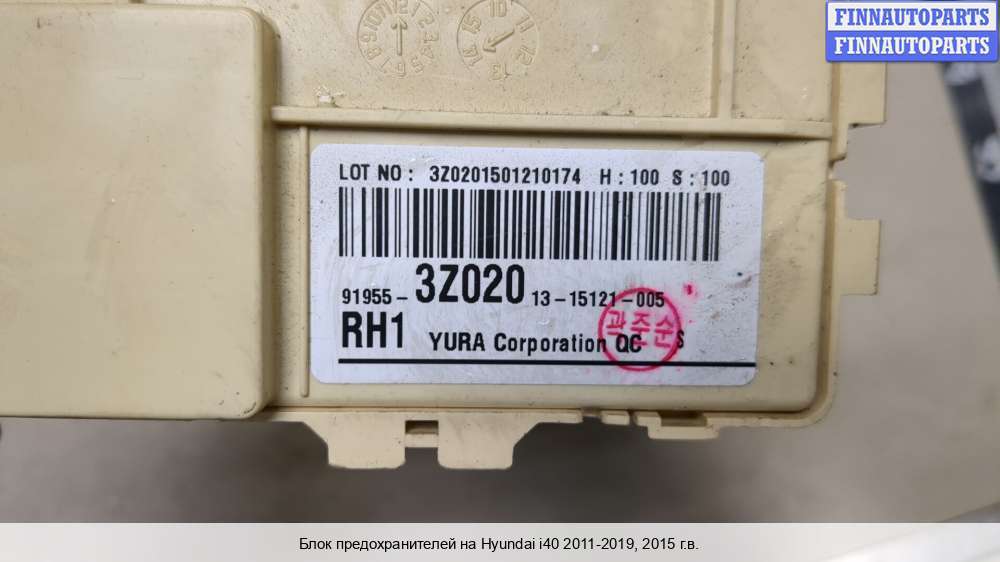 FINNAUTOPARTS
FINNAUTOPARTS
LOT NO : 3Z0201501210174 H : 100 S : 100
91955- 3Z020 13-15121-005
RH1 YURA Corporation QC S
곽주순
Блок предохранителей на Hyundai i40 2011-2019, 2015 г.в.